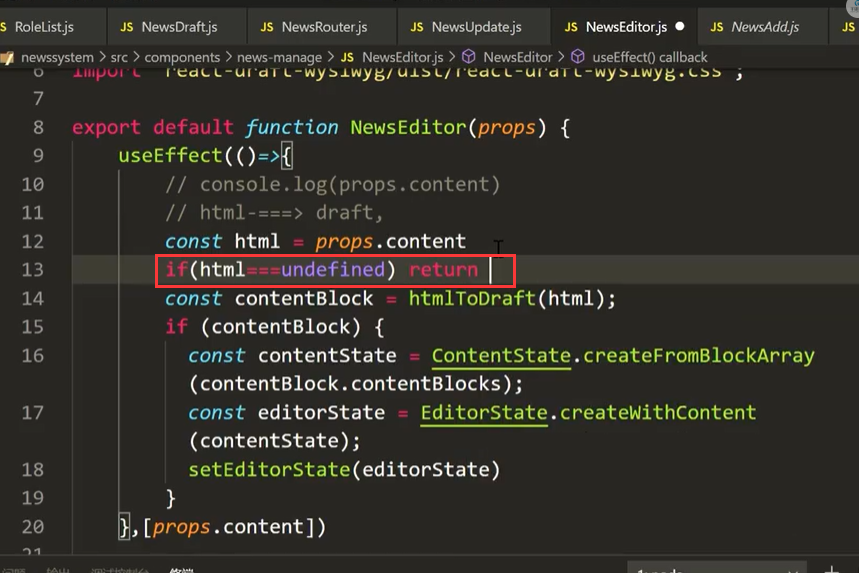 RoleList.js JS NewsDraft.js JS NewsRouter.js JS NewsUpdate.js JS NewsEditor.js ● JS NewsAdd.js JS
newssystem > src > components > news-manage > JS NewsEditor.js > NewsEditor > useEffect() callback
6 import 'react-draft-wysiwyg/dist/react-draft-wysiwyg.css';
7
8 export default function NewsEditor(props) {
9 useEffect(()=>{
10 // console.log(props.content)
11 // html-===> draft,
12 const html = props.content
13 if(html===undefined) return
14 const contentBlock = htmlToDraft(html);
15 if (contentBlock) {
16 const contentState = ContentState.createFromBlockArray
(contentBlock.contentBlocks);
17 const editorState = EditorState.createWithContent
(contentState);
18 setEditorState(editorState)
19 }
20 },[props.content])
21